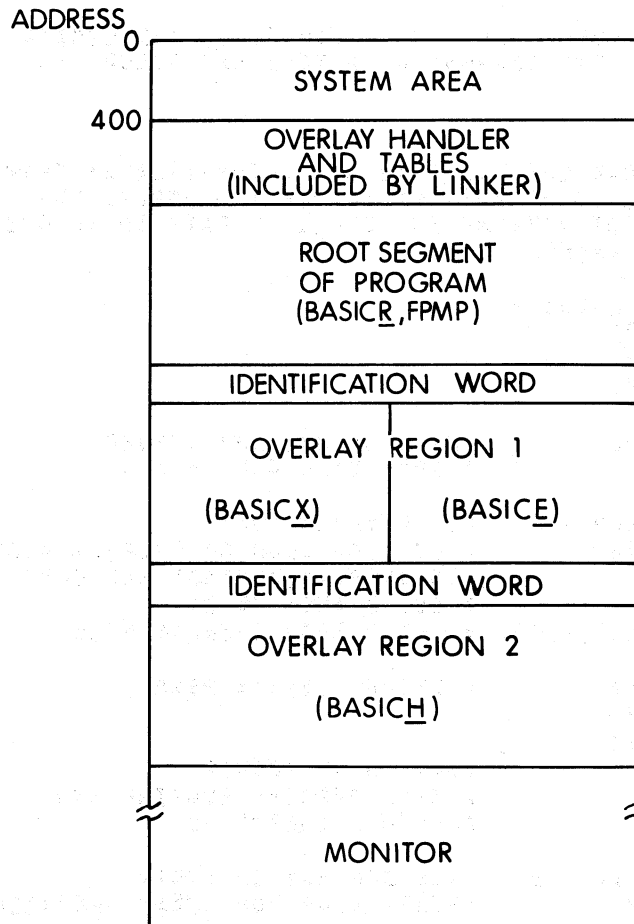 ADDRESS
0
SYSTEM AREA
400
OVERLAY HANDLER
AND TABLES
(INCLUDED BY LINKER)
ROOT SEGMENT
OF PROGRAM
(BASICR,FPMP)
IDENTIFICATION WORD
OVERLAY REGION 1
(BASICX) (BASICE)
IDENTIFICATION WORD
OVERLAY REGION 2
(BASICH)
MONITOR